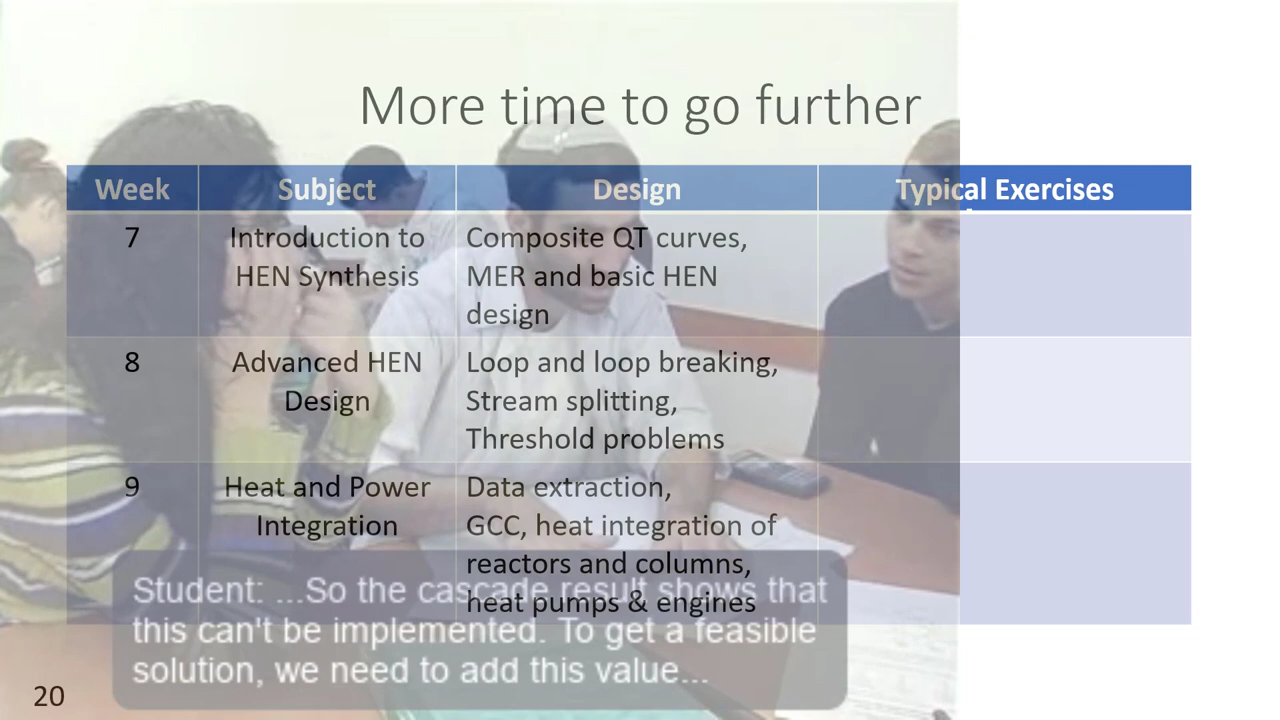 More time to go further
Week Subject Design Typical Exercises
7 Introduction to Composite QT curves,
HEN Synthesis MER and basic HEN
design
8 Advanced HEN Loop and loop breaking,
Design Stream splitting,
Threshold problems
9 Heat and Power Data extraction,
Integration GCC, heat integration of
reactors and columns,
heat pumps & engines
Student: ...So the cascade result shows that
this can't be implemented. To get a feasible
solution, we need to add this value...
20